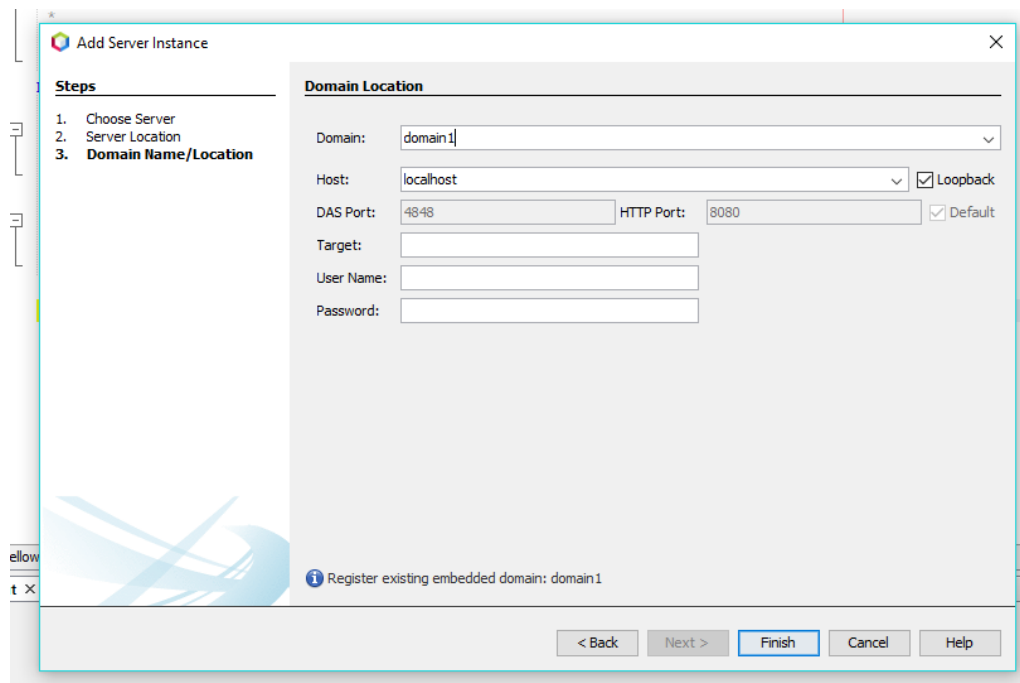 *
Add Server Instance
Steps
1. Choose Server
2. Server Location
3. Domain Name/Location
Domain Location
Domain: domain1
Host: localhost Loopback
DAS Port: 4848 HTTP Port: 8080 Default
Target:
User Name:
Password:
ellow
t
Register existing embedded domain: domain1
< Back Next > Finish Cancel Help